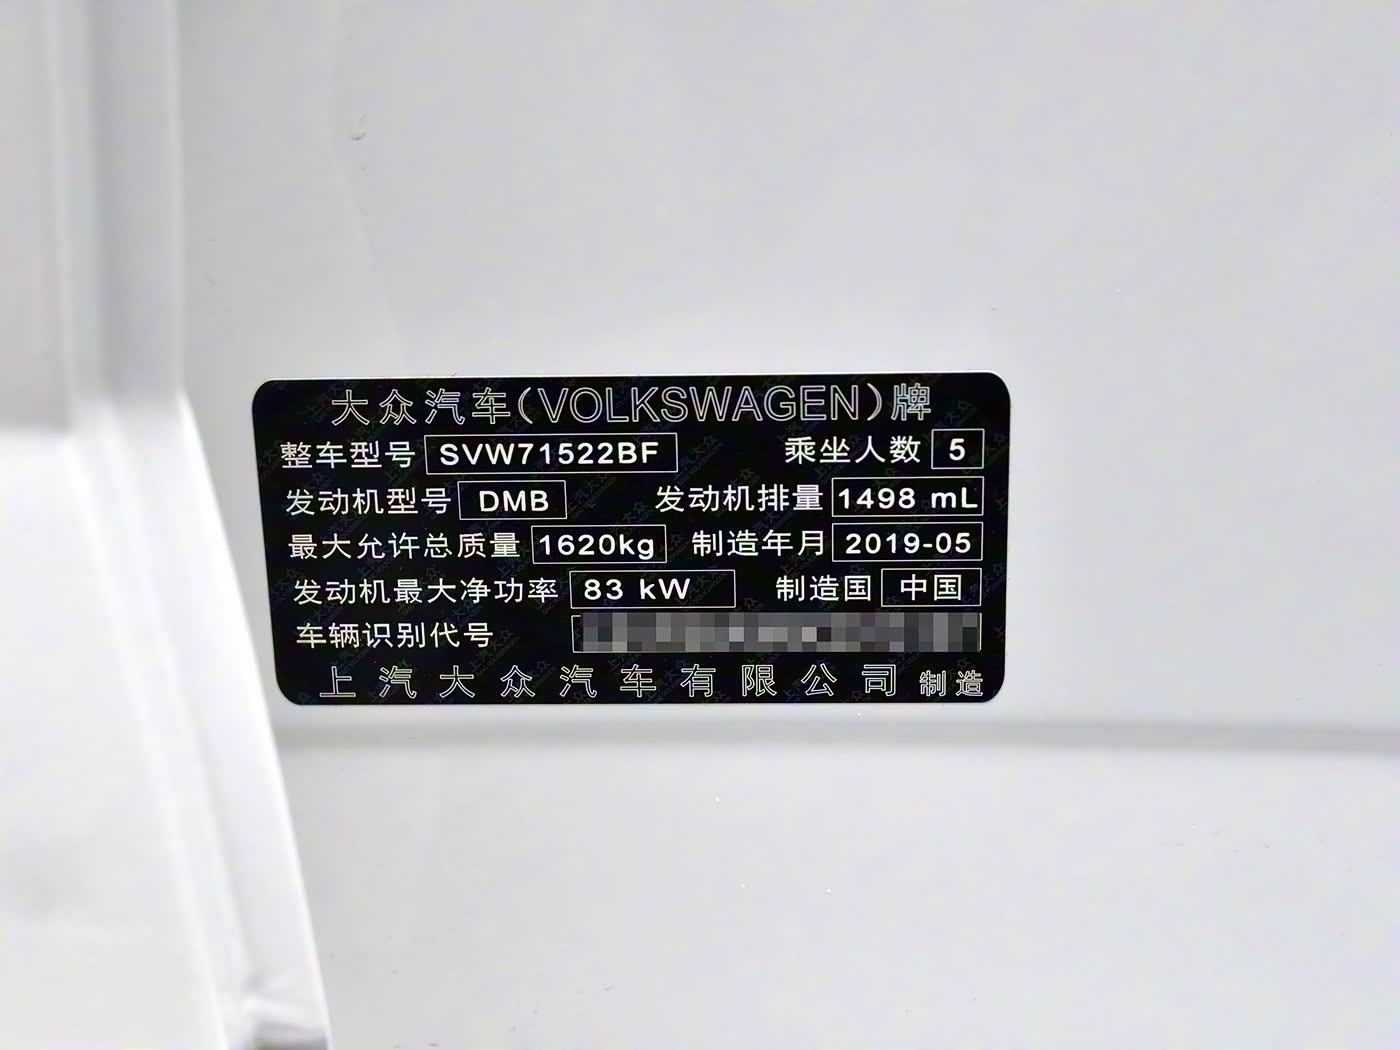 大众汽车(VOLKSWAGEN)牌
整车型号 SVW71522BF 乘坐人数 5
发动机型号 DMB 发动机排量 1498 mL
最大允许总质量 1620kg 制造年月 2019-05
发动机最大净功率 83 kW 制造国 中国
车辆识别代号
上汽大众汽车有限公司 制造